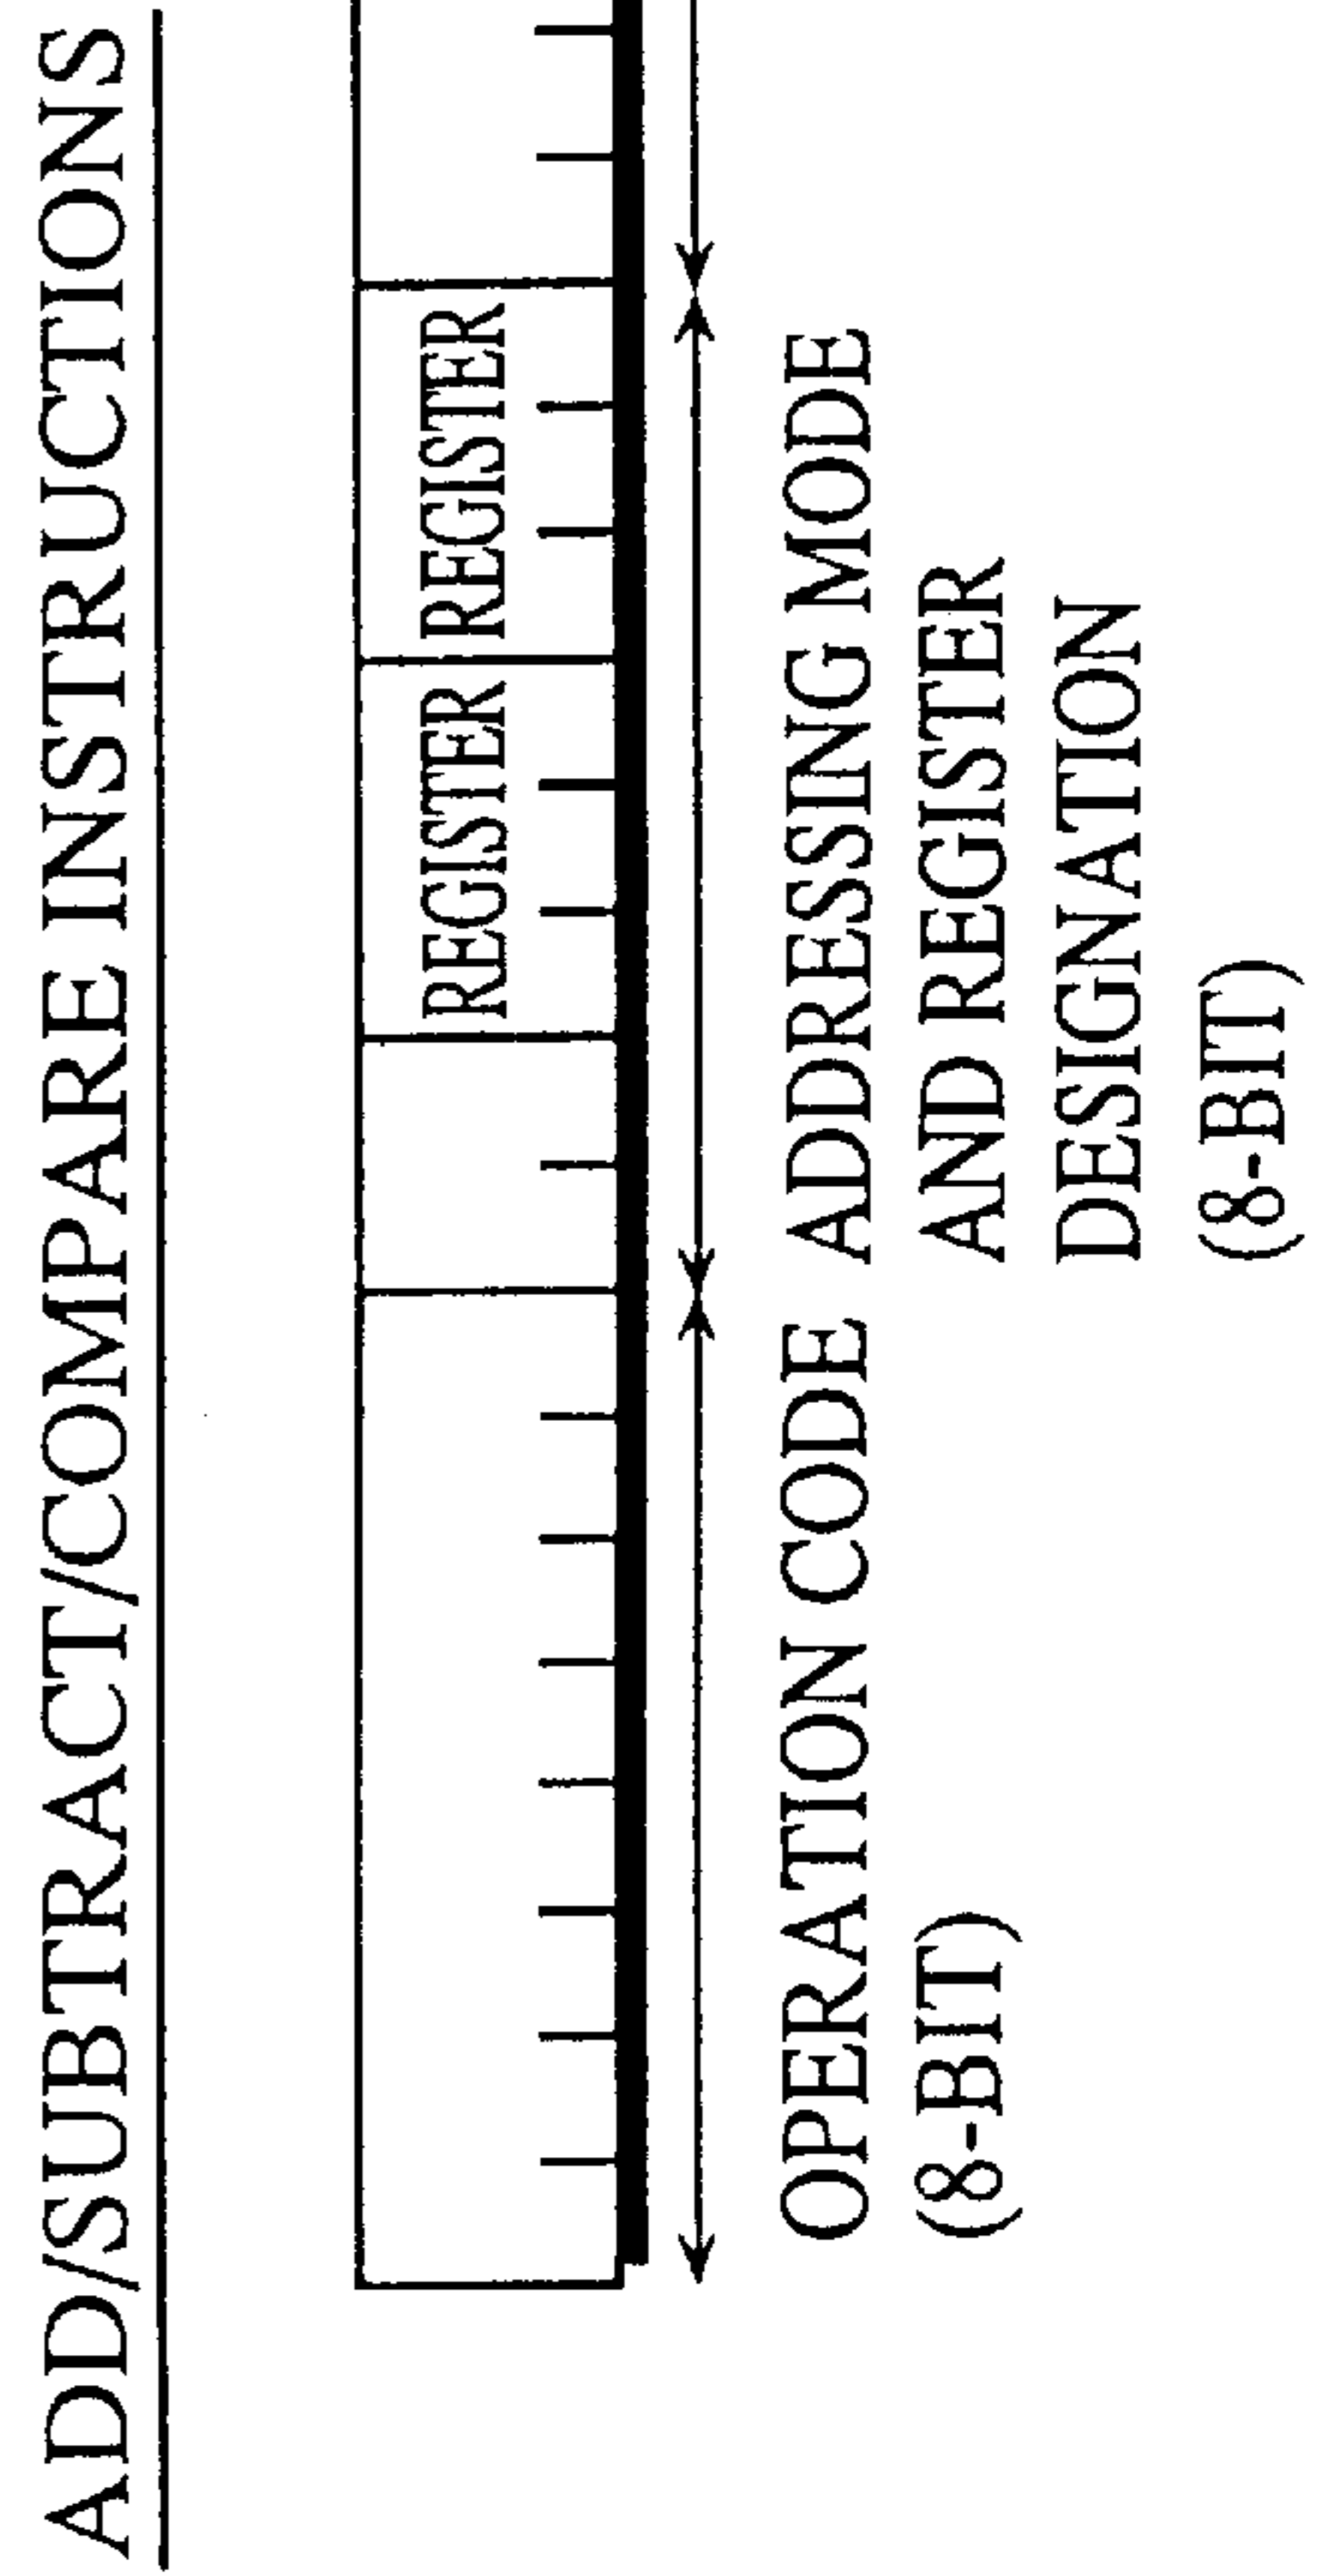 ADD/SUBTRACT/COMPARE INSTRUCTIONS
REGISTER REGISTER
OPERATION CODE
(8-BIT)
ADDRESSING MODE
AND REGISTER
DESIGNATION
(8-BIT)